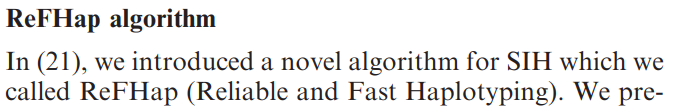 ReFHap algorithm
In (21), we introduced a novel algorithm for SIH which we
called ReFHap (Reliable and Fast Haplotyping). We pre-